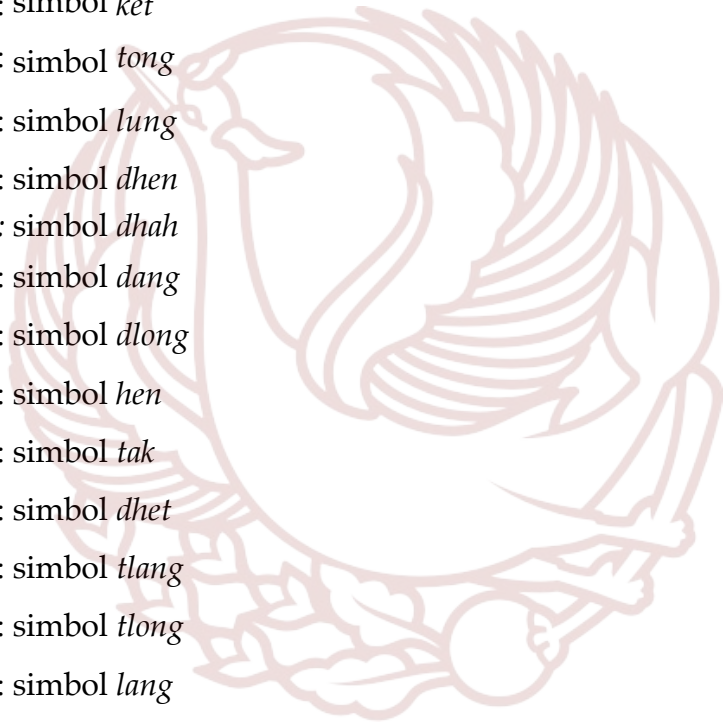 : simbol ket
: simbol tong
: simbol lung
: simbol dhen
: simbol dhah
: simbol dang
: simbol dlong
: simbol hen
: simbol tak
: simbol dhet
: simbol tlang
: simbol tlong
: simbol lang